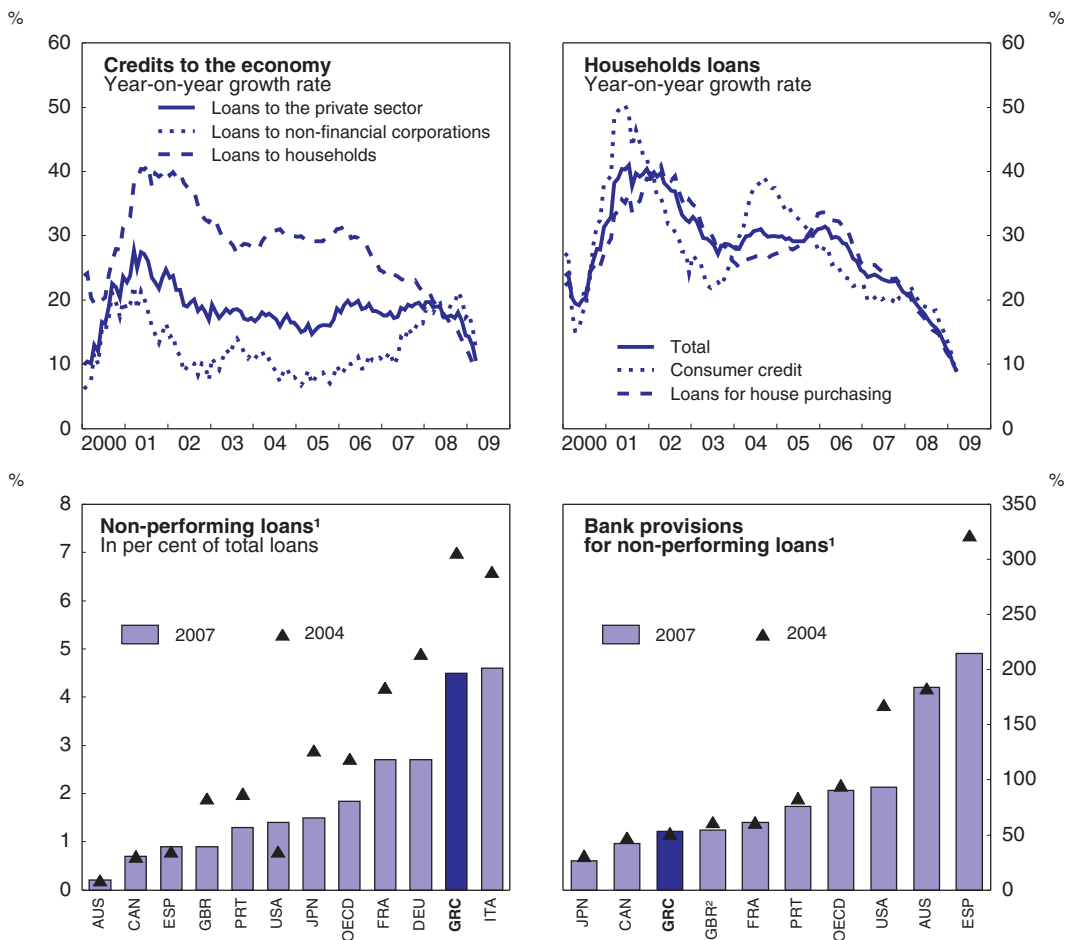 %
%
60
50
40
30
20
10
0
Credits to the economy
Year-on-year growth rate
Loans to the private sector
Loans to non-financial corporations
Loans to households
2000 01 02 03 04 05 06 07 08 09
60
50
40
30
20
10
0
Households loans
Year-on-year growth rate
Total
Consumer credit
Loans for house purchasing
2000 01 02 03 04 05 06 07 08 09
%
%
8
7
6
5
4
3
2
1
0
Non-performing loans¹
In per cent of total loans
2007 2004
AUS CAN ESP GBR PRT USA JPN OECD FRA DEU GRC ITA
350
300
250
200
150
100
50
0
Bank provisions
for non-performing loans¹
2007 2004
JPN CAN GRC GBR² FRA PRT OECD USA AUS ESP